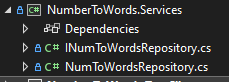 C# NumberToWords.Services
Dependencies
C# INumToWordsRepository.cs
C# NumToWordsRepository.cs